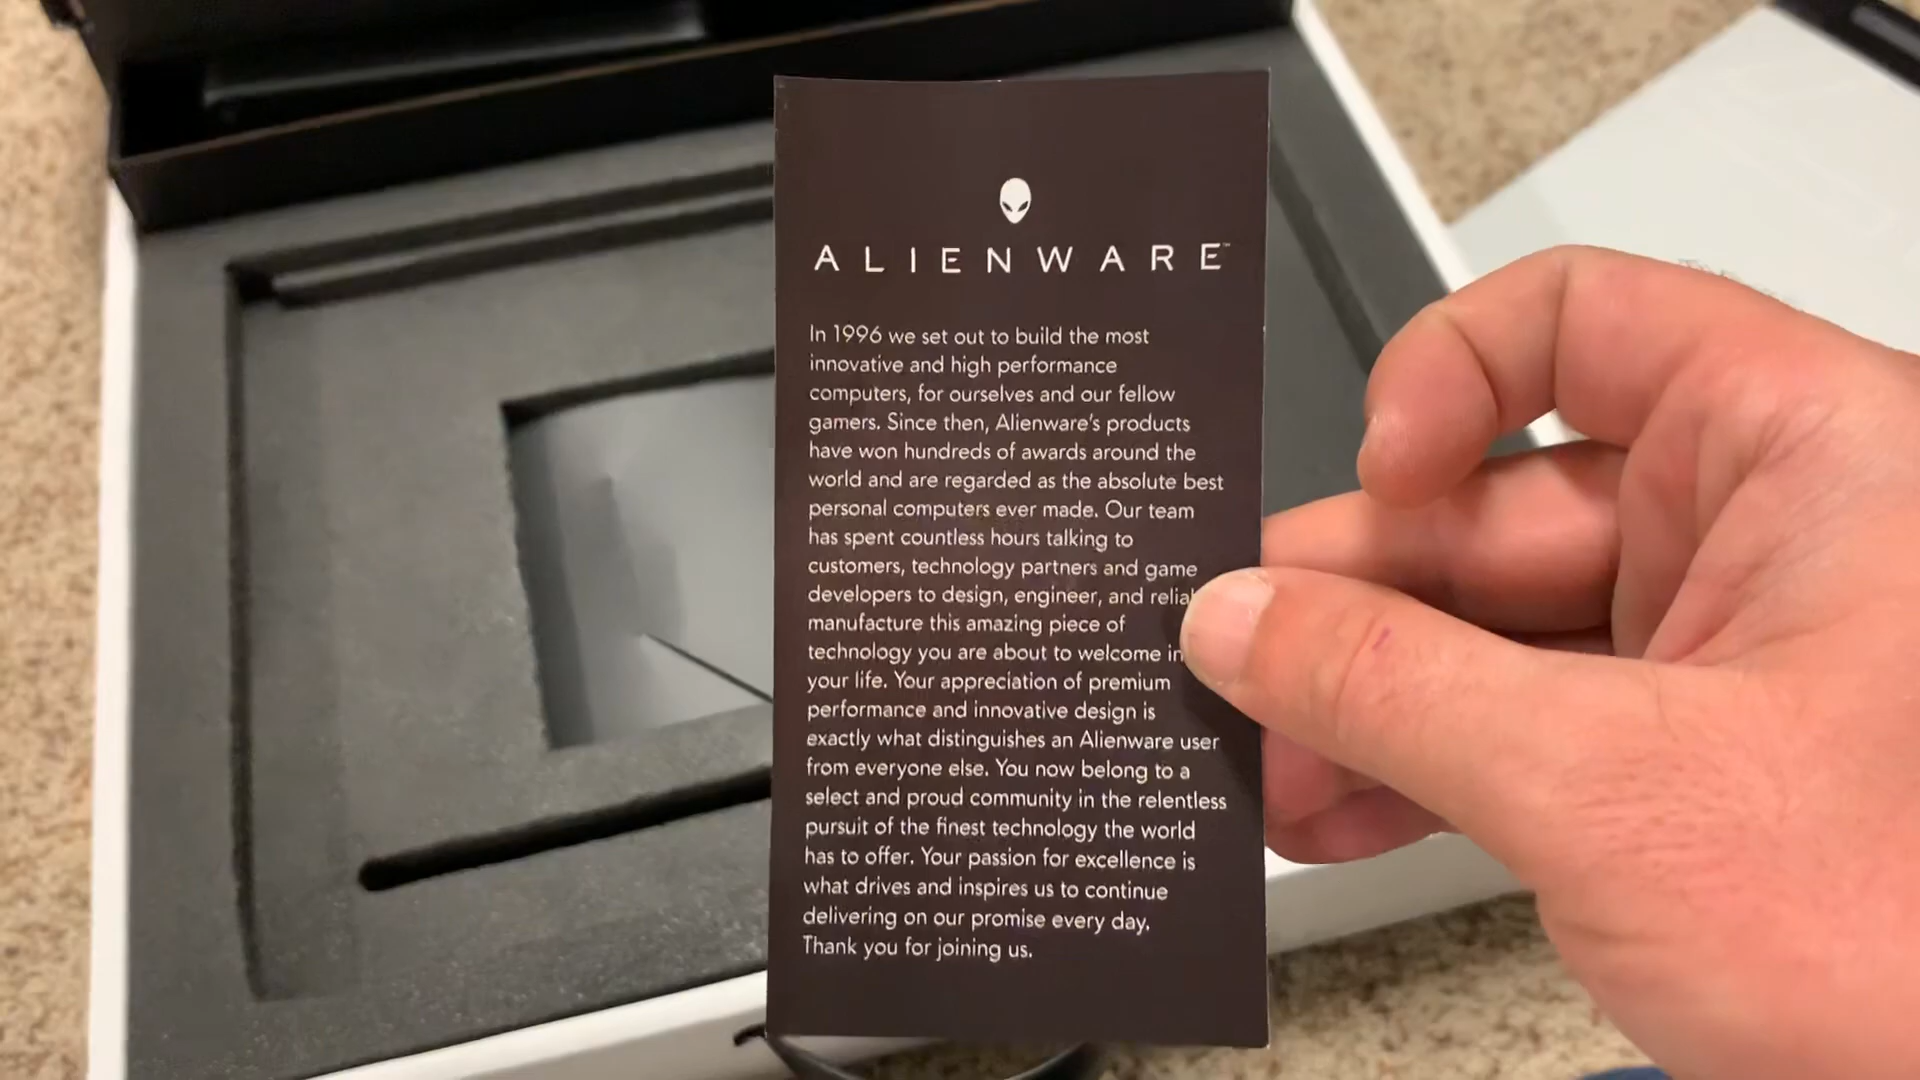 ALIENWARE™
In 1996 we set out to build the most
innovative and high performance
computers, for ourselves and our fellow
gamers. Since then, Alienware's products
have won hundreds of awards around the
world and are regarded as the absolute best
personal computers ever made. Our team
has spent countless hours talking to
customers, technology partners and game
developers to design, engineer, and
manufacture this amazing piece of
technology you are about to welcome
your life. Your appreciation of premium
performance and innovative design is
exactly what distinguishes an Alienware user
from everyone else. You now belong to a
select and proud community in the relentless
pursuit of the finest technology the world
has to offer. Your passion for excellence is
what drives and inspires us to continue
delivering on our promise every day.
Thank you for joining us.